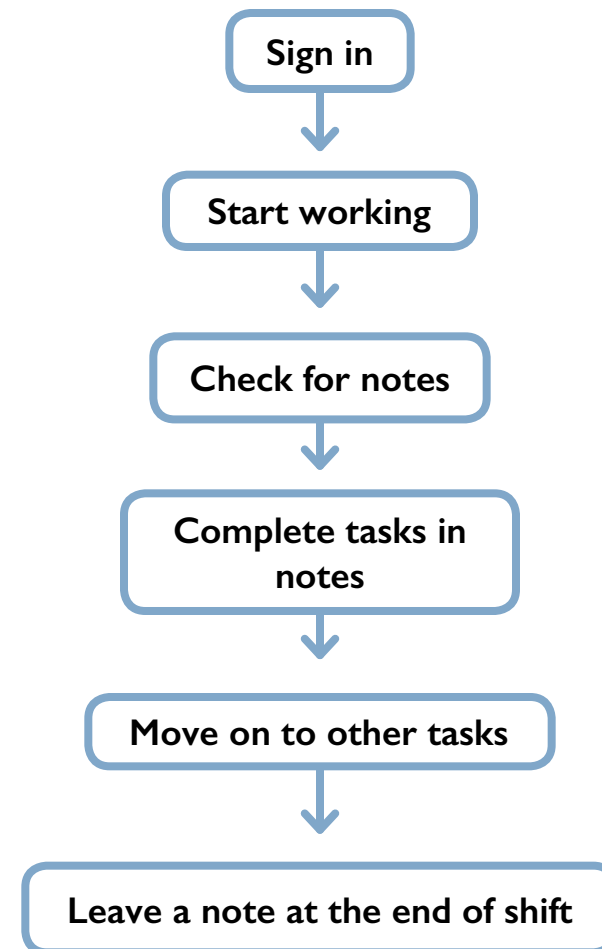 Sign in
Start working
Check for notes
Complete tasks in
notes
Move on to other tasks
Leave a note at the end of shift